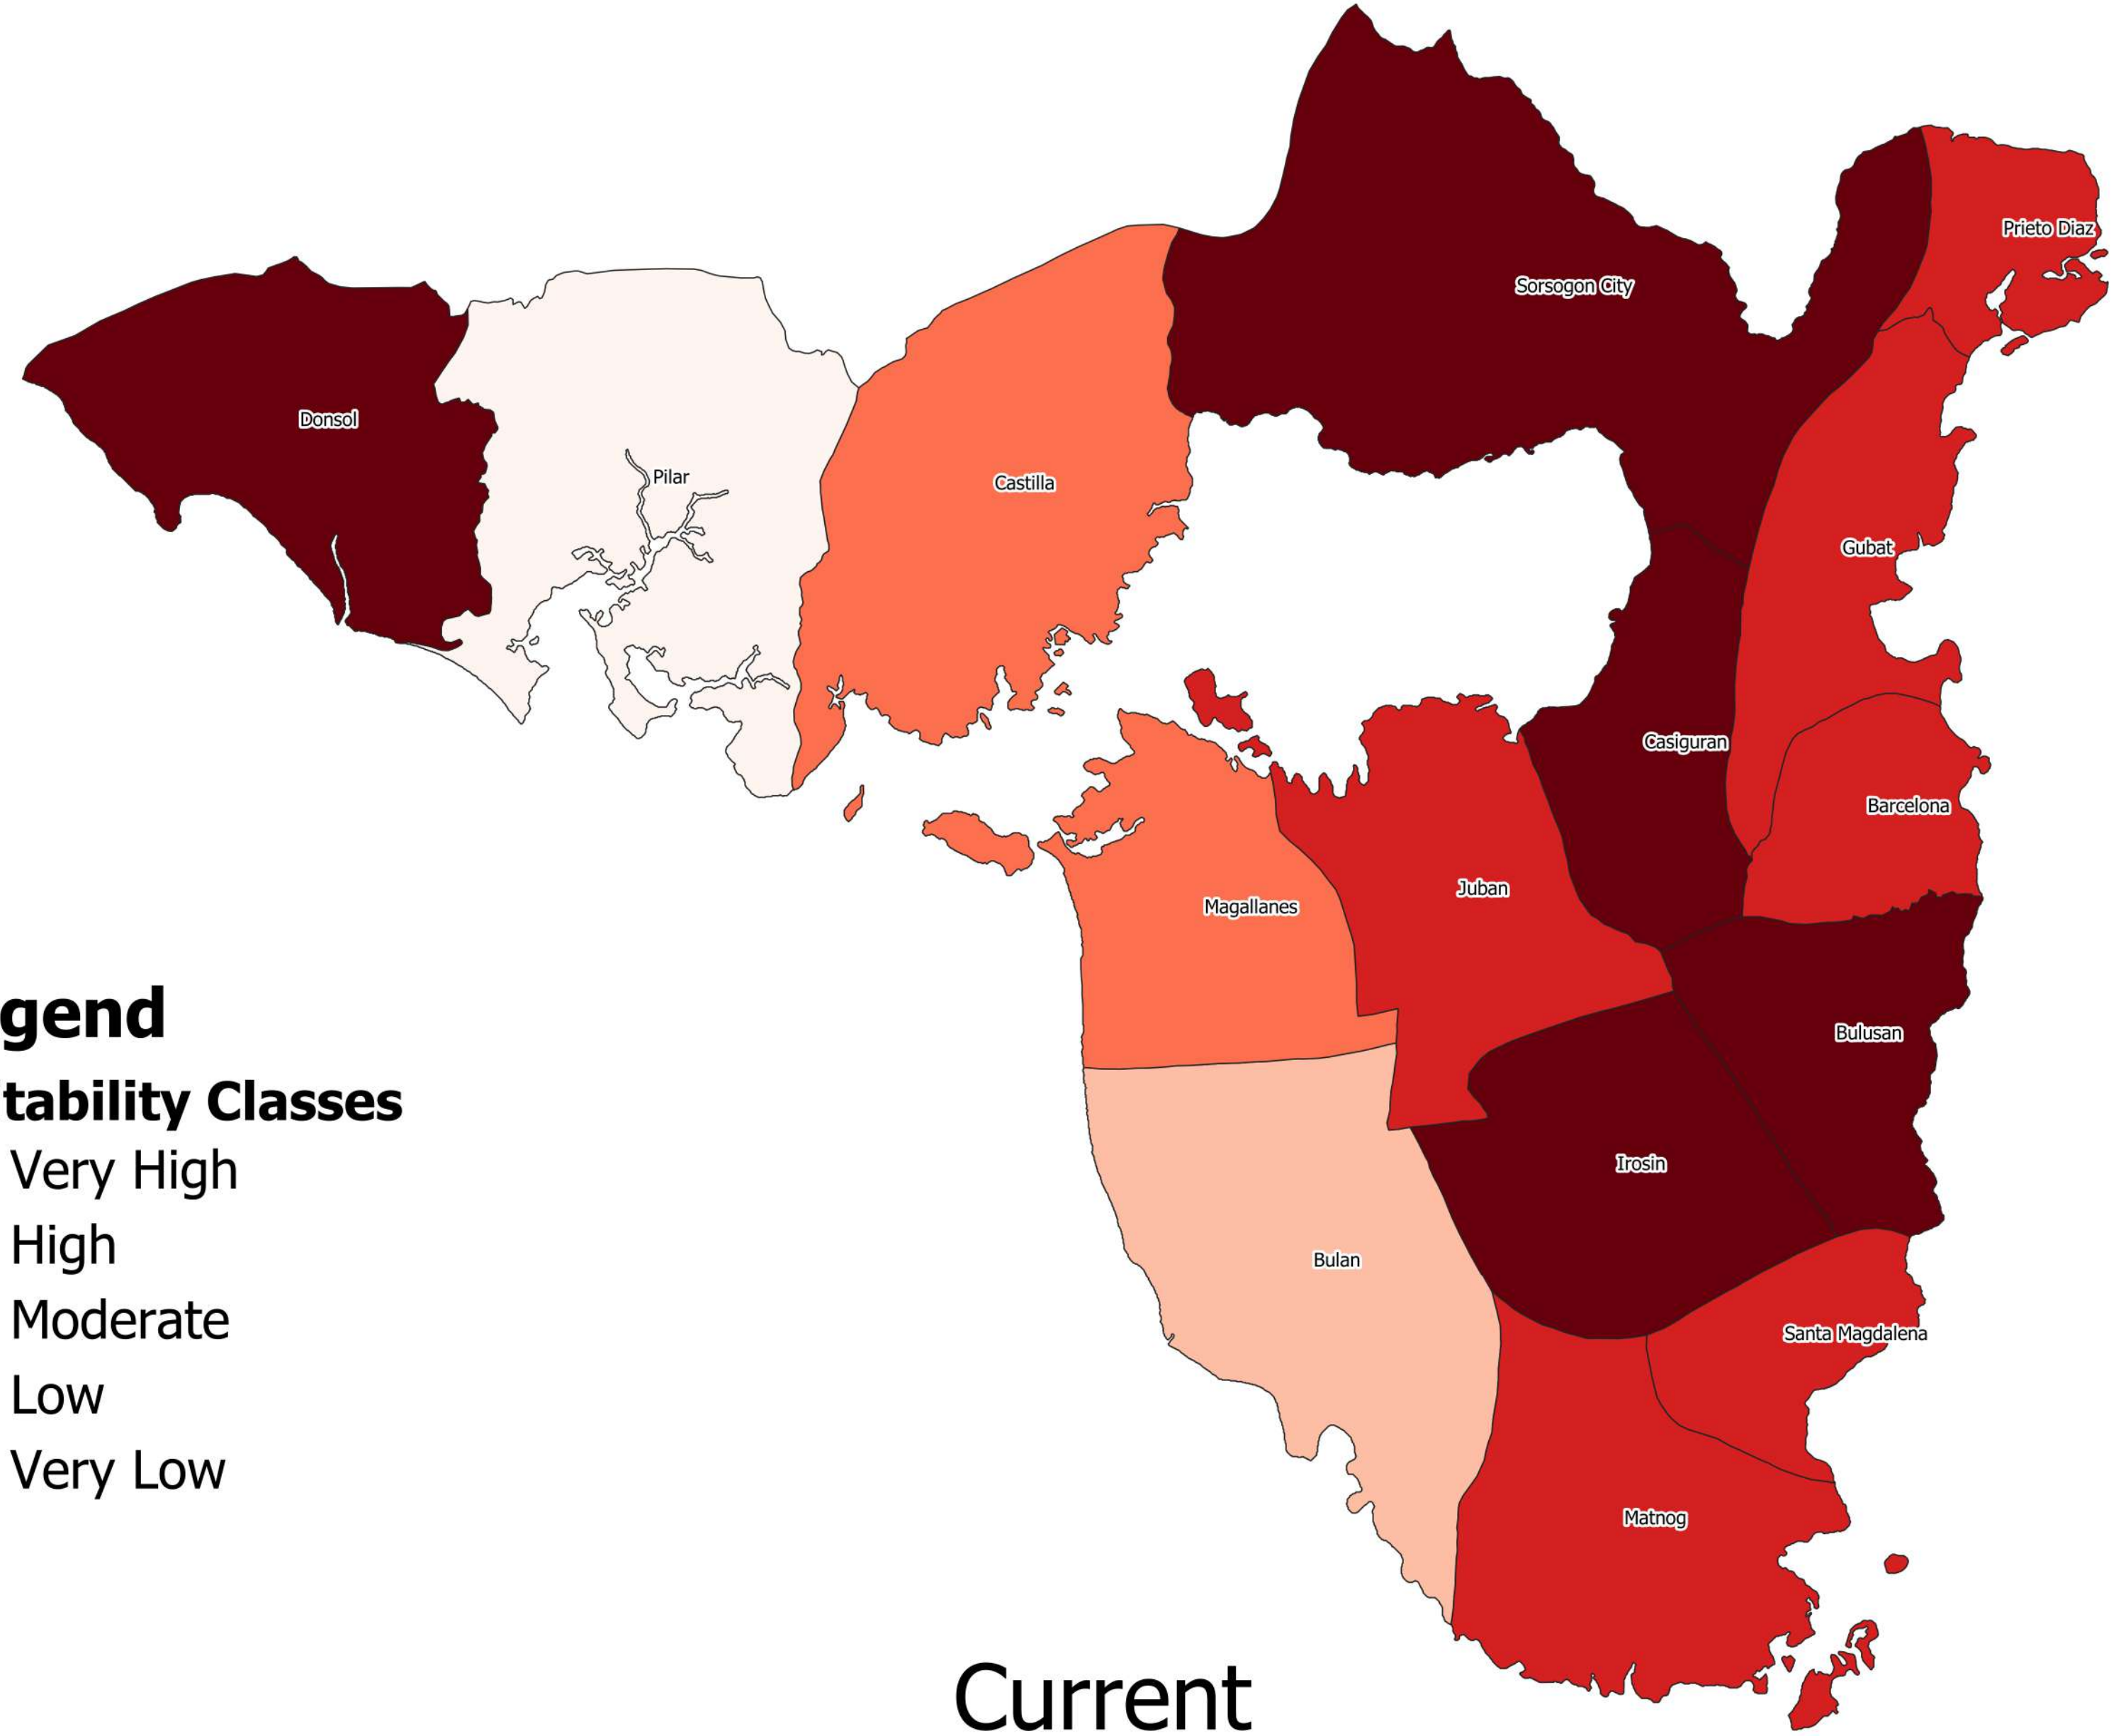 Prieto Diaz
Sorsogon City
Donsol
Pilar
Castilla
Gubat
Casiguran
Barcelona
Juban
Magallanes
gend
Bulusan
tability Classes
Very High
Irosin
High
Bulan
Moderate
Santa Magdalena
Low
Very Low
Matnog
Current